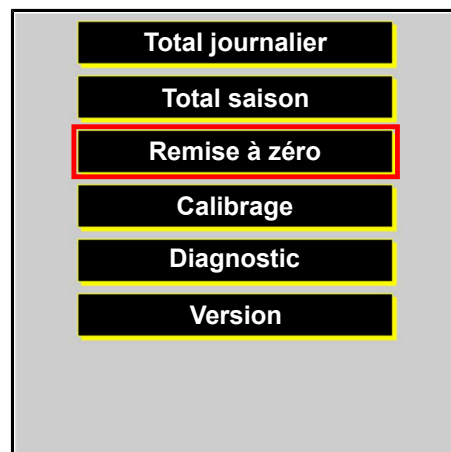 Total journalier
Total saison
Remise à zéro
Calibrage
Diagnostic
Version